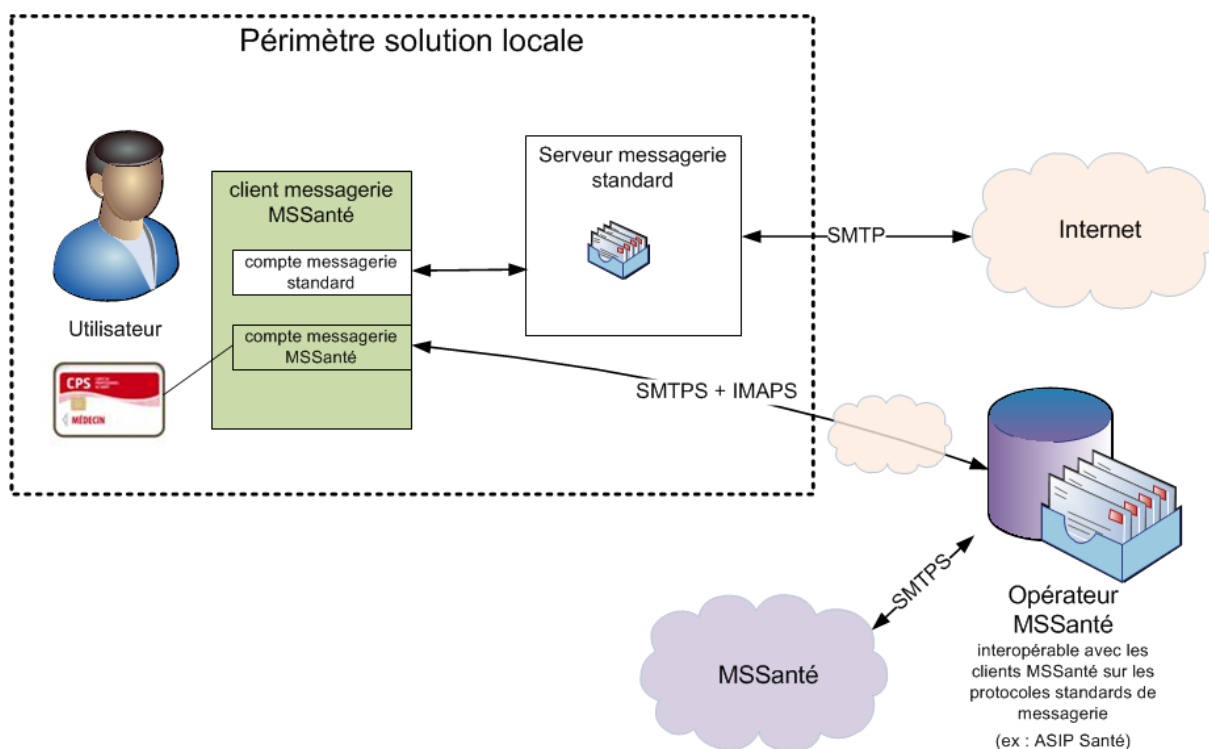 Périmètre solution locale
Serveur messagerie
standard
client messagerie
MSSanté
compte messagerie
standard
compte messagerie
MSSanté
Utilisateur
CPS
MÉDECIN
SMTP
Internet
SMTPS + IMAPS
SMTPS
MSSanté
Opérateur
MSSanté
interopérable avec les
clients MSSanté sur les
protocoles standards de
messagerie
(ex : ASIP Santé)